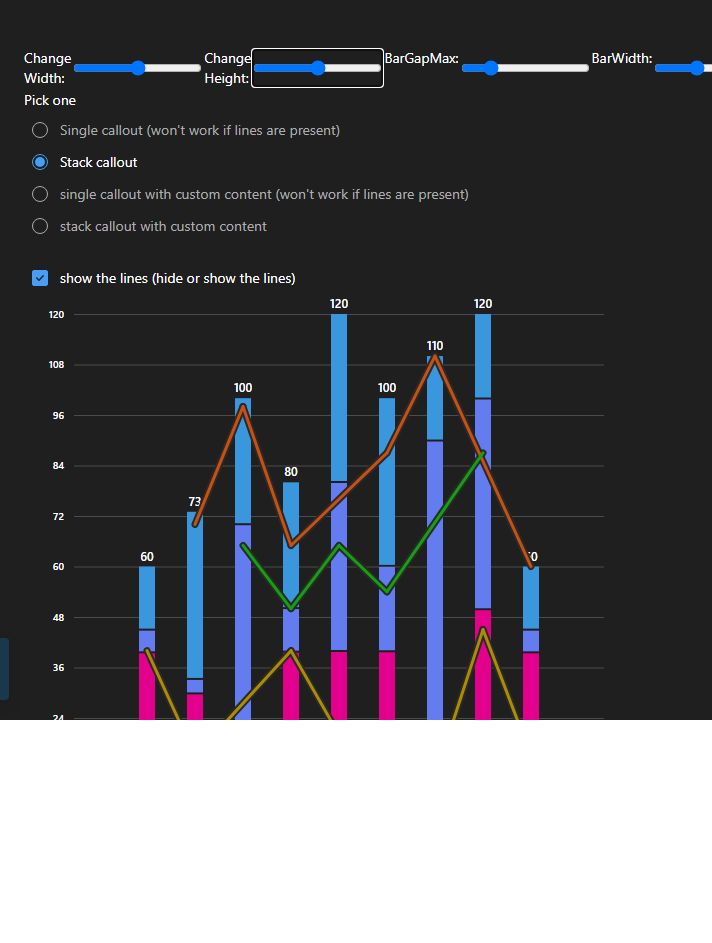 Change Width: Change Height: BarGapMax: BarWidth:
Pick one
Single callout (won't work if lines are present)
Stack callout
single callout with custom content (won't work if lines are present)
stack callout with custom content
show the lines (hide or show the lines)
120 120
120
110
108
100 100
96
84
80
73
72
60
60
48
36
24